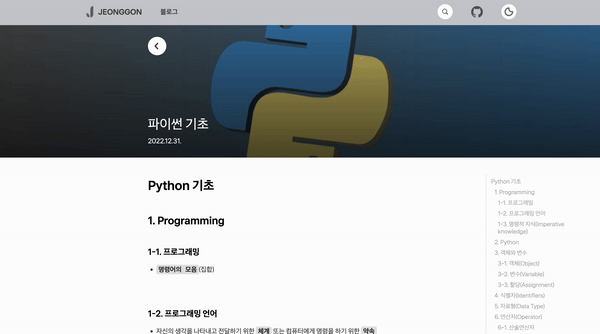 JEONGGON
블로그
파이썬 기초
2022.12.31.
Python 기초
1. Programming
1-1. 프로그래밍
명령어의 모음 (집합)
1-2. 프로그래밍 언어
자신의 생각을 나타내고 전달하기 위한 체계 또는 컴퓨터에게 명령을 하기 위한 약속
Python 기초
1. Programming
1-1. 프로그래밍
1-2. 프로그래밍 언어
1-3. 명령적 지식(Imperative
knowledge)
2. Python
3. 객체와 변수
3-1. 객체(Object)
3-2. 변수(Variable)
3-3. 할당(Assignment)
4. 식별자(Identifiers)
5. 자료형(Data Type)
6. 연산자(Operator)
6-1. 산술연산자